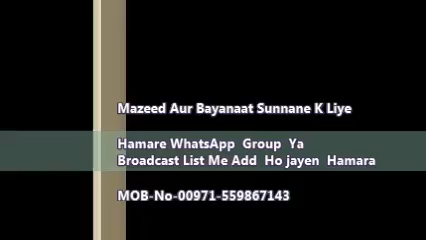 Mazeed Aur Bayanaat Sunnane K Liye
Hamare WhatsApp Group Ya
Broadcast List Me Add Ho jayen Hamara
MOB-No-00971-559867143